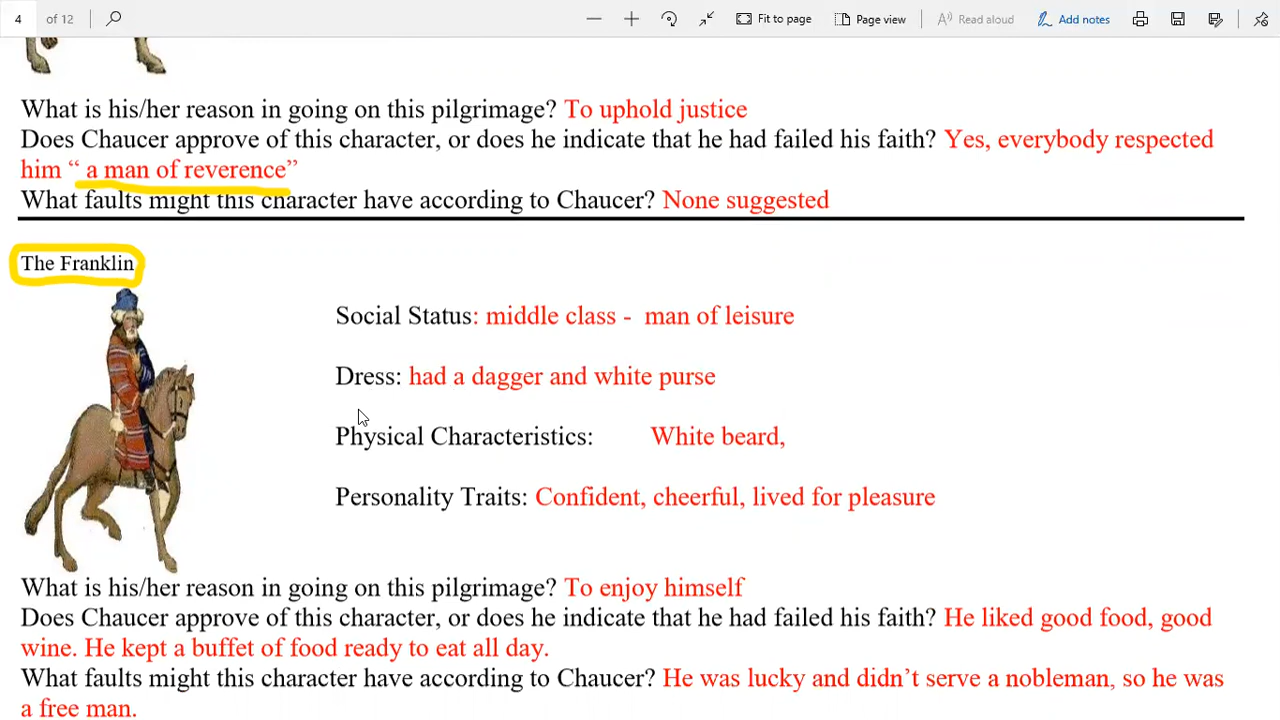 4 of 12 Fit to page Page view Read aloud Add notes
What is his/her reason in going on this pilgrimage? To uphold justice
Does Chaucer approve of this character, or does he indicate that he had failed his faith? Yes, everybody respected
him “ a man of reverence”
What faults might this character have according to Chaucer? None suggested
The Franklin
Social Status: middle class - man of leisure
Dress: had a dagger and white purse
Physical Characteristics: White beard,
Personality Traits: Confident, cheerful, lived for pleasure
What is his/her reason in going on this pilgrimage? To enjoy himself
Does Chaucer approve of this character, or does he indicate that he had failed his faith? He liked good food, good
wine. He kept a buffet of food ready to eat all day.
What faults might this character have according to Chaucer? He was lucky and didn’t serve a nobleman, so he was
a free man.